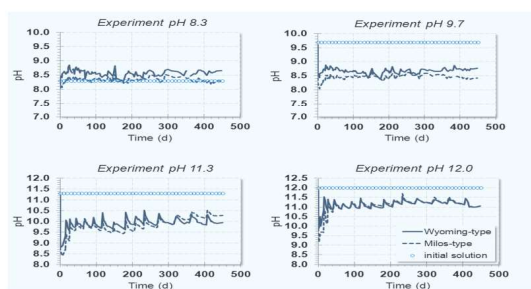 Experiment pH 8.3
10.0
9.5
9.0
8.5
8.0
7.5
7.0
pH
0 100 200 300 400 500
Time (d)
Experiment pH 9.7
10.0
9.5
9.0
8.5
8.0
7.5
7.0
pH
0 100 200 300 400 500
Time (d)
Experiment pH 11.3
12.0
11.5
11.0
10.5
10.0
9.5
9.0
8.5
8.0
pH
0 100 200 300 400 500
Time (d)
Experiment pH 12.0
12.5
12.0
11.5
11.0
10.5
10.0
9.5
9.0
8.5
8.0
pH
Wyoming-type
Milos-type
initial solution
0 100 200 300 400 500
Time (d)